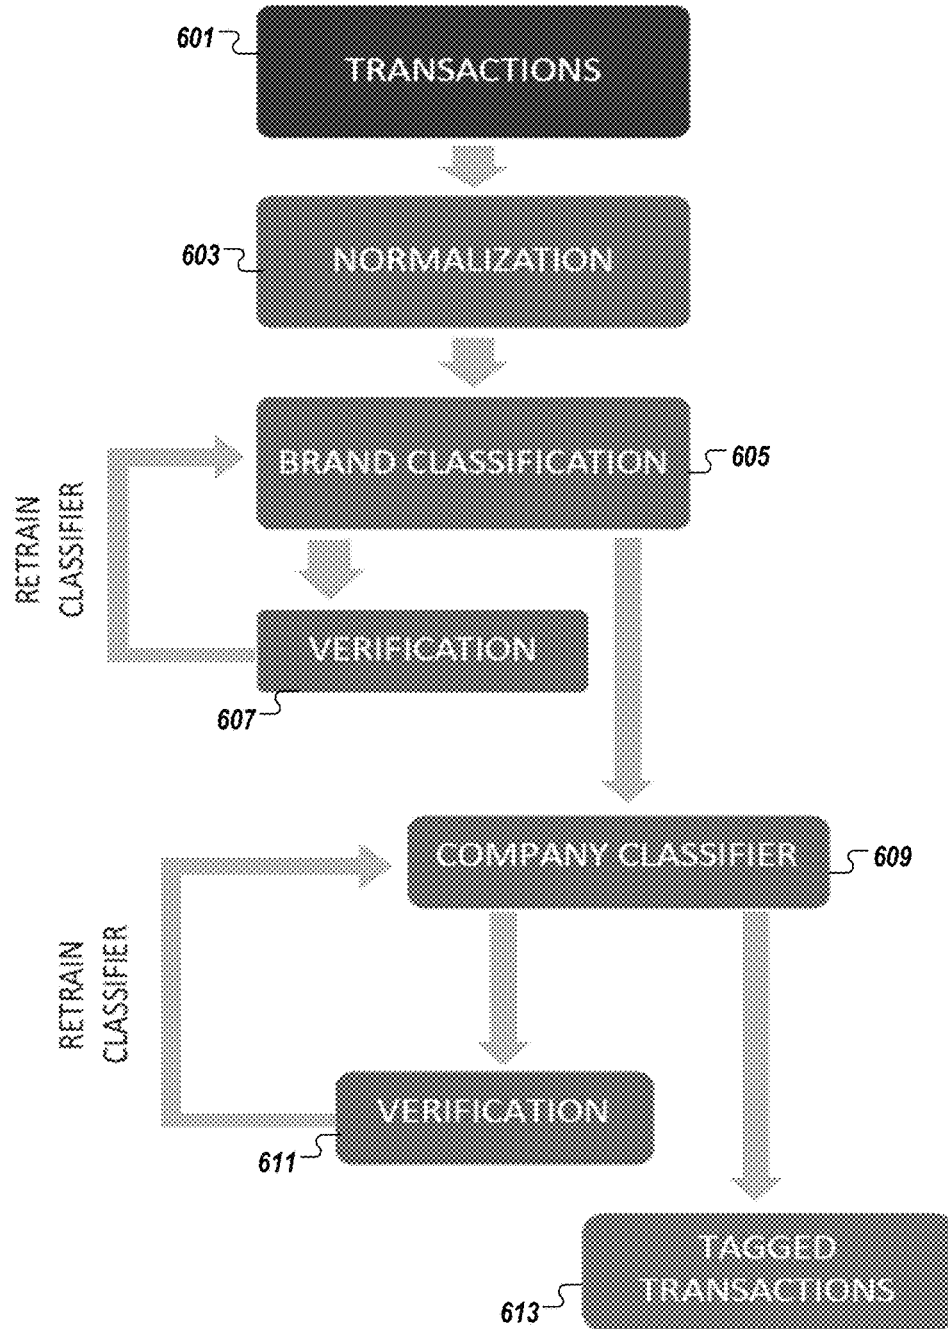 601
TRANSACTIONS
603
NORMALIZATION
BRAND CLASSIFICATION
605
RETRAIN
CLASSIFIER
VERIFICATION
607
COMPANY CLASSIFIER
609
RETRAIN
CLASSIFIER
VERIFICATION
611
TAGGED
TRANSACTIONS
613